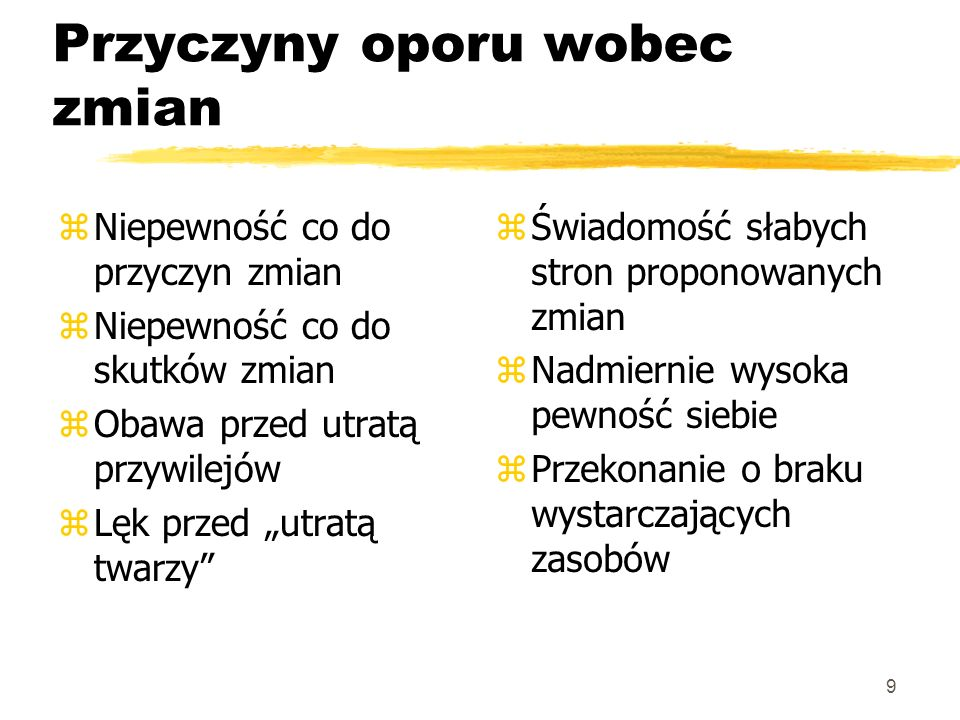 Przyczyny oporu wobec
zmian
z Niepewność co do
przyczyn zmian
z Niepewność co do
skutków zmian
z Obawa przed utratą
przywilejów
z Lęk przed „utratą
twarzy”
z Świadomość słabych
stron proponowanych
zmian
z Nadmiernie wysoka
pewność siebie
z Przekonanie o braku
wystarczających
zasobów
9